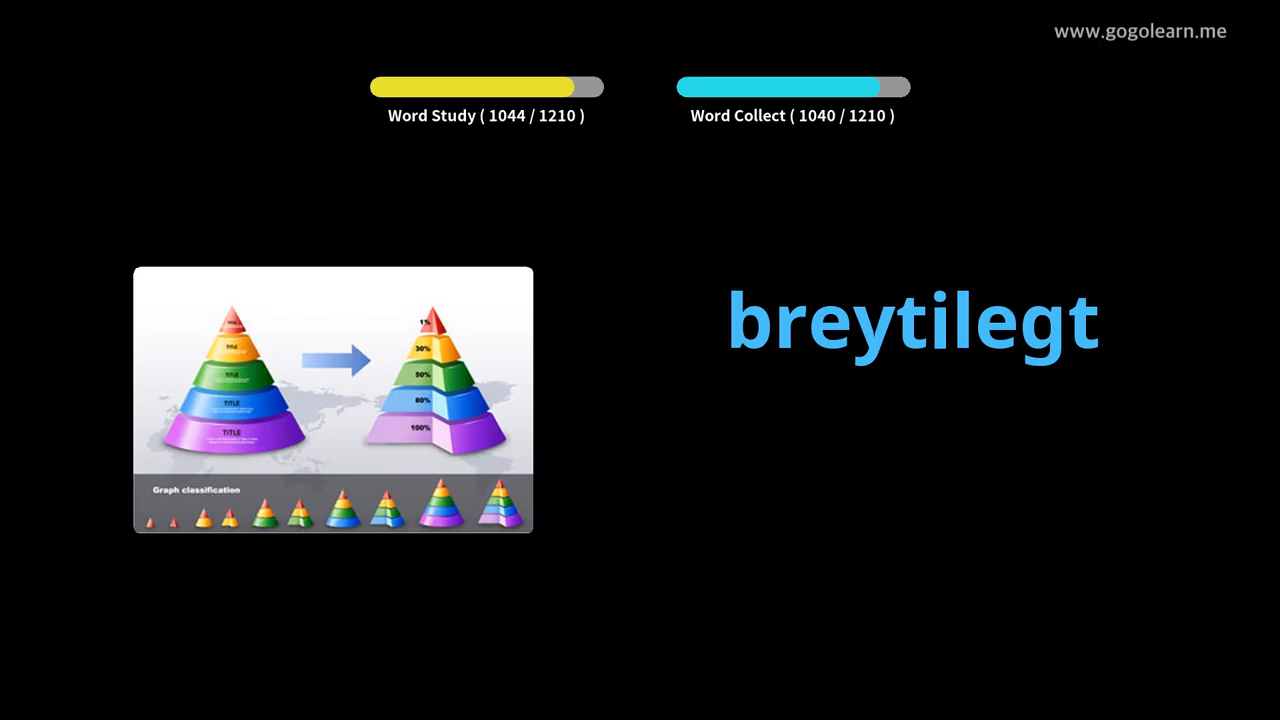 www.gogolearn.me
Word Study ( 1044 / 1210 )
Word Collect ( 1040 / 1210 )
breytilegt
TITLE
TITLE
TITLE
TITLE
1%
30%
50%
80%
100%
Graph classification